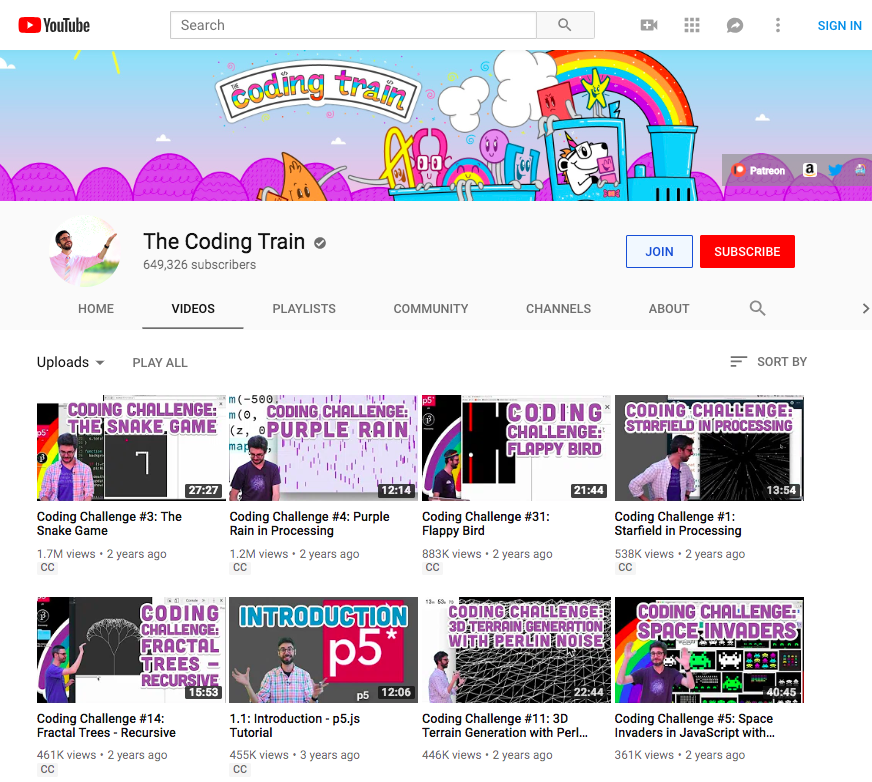 YouTube
Search
SIGN IN
THE
coding train
Patreon
The Coding Train
649,326 subscribers
JOIN
SUBSCRIBE
HOME
VIDEOS
PLAYLISTS
COMMUNITY
CHANNELS
ABOUT
Uploads
PLAY ALL
SORT BY
CODING CHALLENGE:
THE SNAKE GAME
27:27
m(-500,
m(0,
(z, 0
map
CODING CHALLENGE:
PURPLE RAIN
12:14
p5
CODING
CHALLENGE:
FLAPPY BIRD
21:44
CODING CHALLENGE:
STARFIELD IN PROCESSING
13:54
Coding Challenge #3: The
Snake Game
1.7M views • 2 years ago
CC
Coding Challenge #4: Purple
Rain in Processing
1.2M views • 2 years ago
CC
Coding Challenge #31:
Flappy Bird
883K views • 2 years ago
CC
Coding Challenge #1:
Starfield in Processing
538K views • 2 years ago
CC
CODING
CHALLENGE:
FRACTAL
TREES –
RECURSIVE
15:53
INTRODUCTION
p5*
p5
12:06
CODING CHALLENGE:
3D TERRAIN GENERATION
WITH PERLIN NOISE
22:44
CODING CHALLENGE:
SPACE INVADERS
40:45
Coding Challenge #14:
Fractal Trees - Recursive
461K views • 2 years ago
CC
1.1: Introduction - p5.js
Tutorial
455K views • 3 years ago
CC
Coding Challenge #11: 3D
Terrain Generation with Perl...
446K views • 2 years ago
Coding Challenge #5: Space
Invaders in JavaScript with...
361K views • 2 years ago